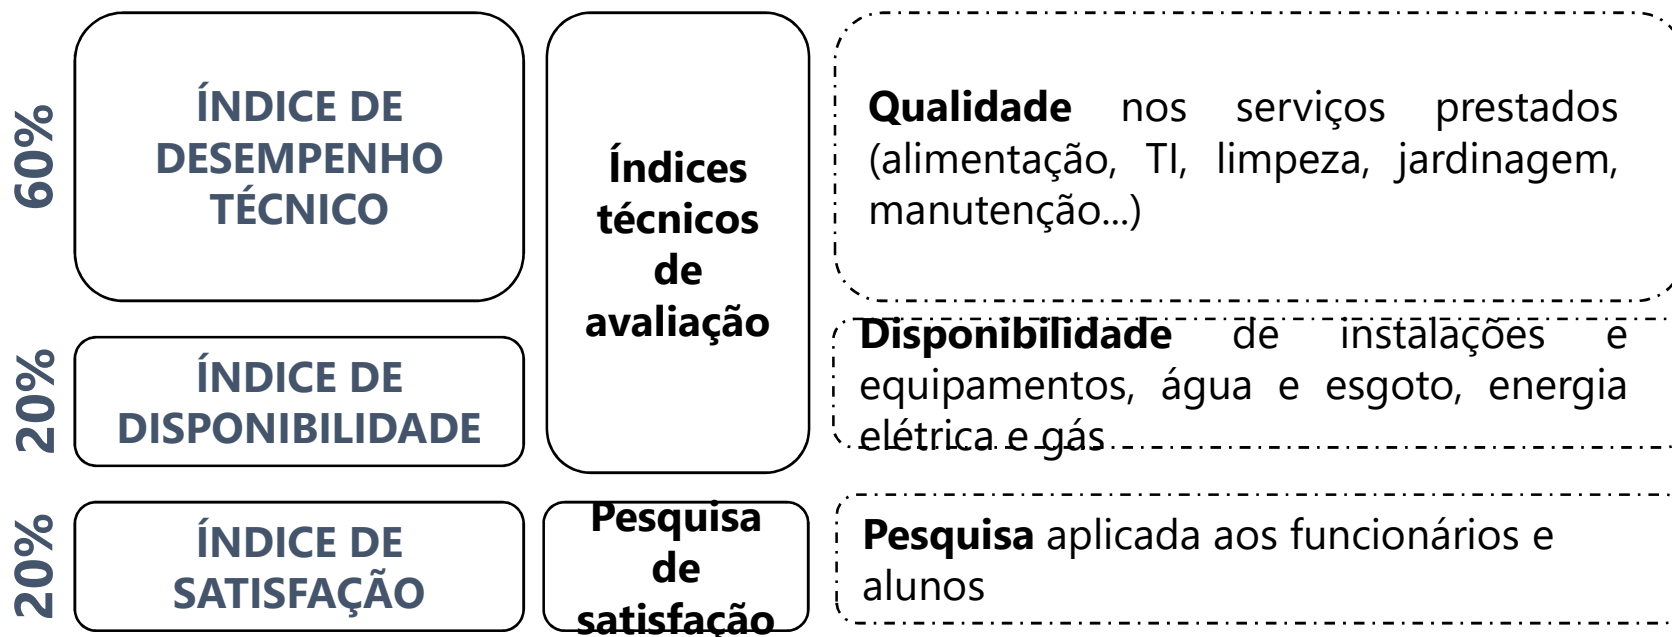 60%
ÍNDICE DE
DESEMPENHO
TÉCNICO
Índices
técnicos
de
avaliação
Qualidade nos serviços prestados
(alimentação, TI, limpeza, jardinagem,
manutenção...)
20%
ÍNDICE DE
DISPONIBILIDADE
Disponibilidade de instalações e
equipamentos, água e esgoto, energia
elétrica e gás
20%
ÍNDICE DE
SATISFAÇÃO
Pesquisa
de
satisfação
Pesquisa aplicada aos funcionários e
alunos